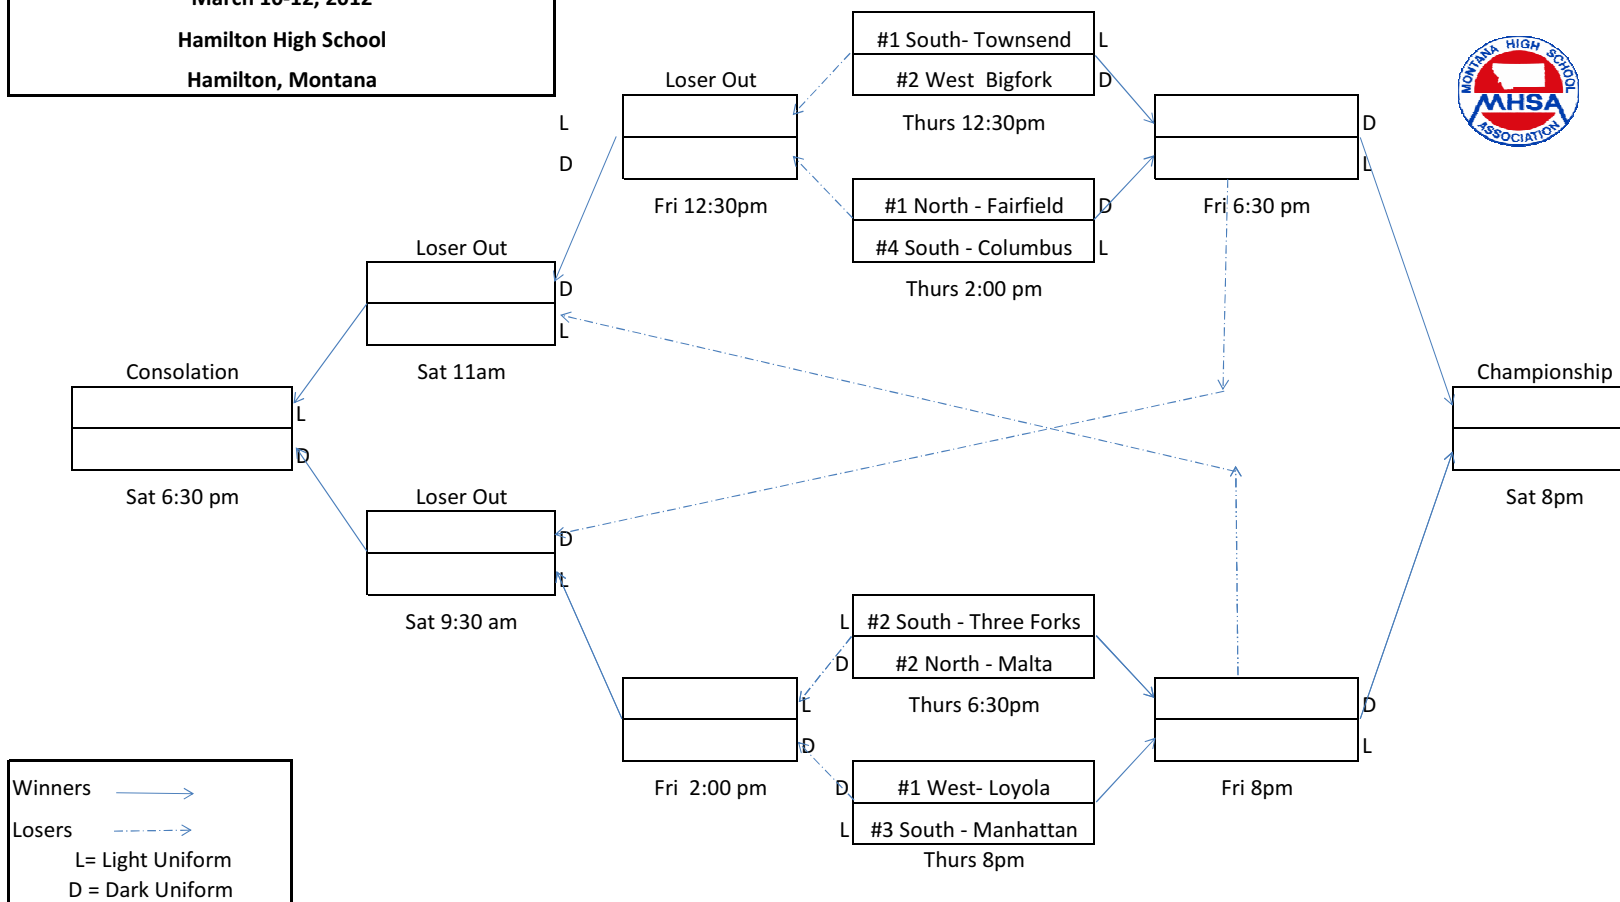 March 10-12, 2012
Hamilton High School
Hamilton, Montana
#1 South- Townsend L
#2 West Bigfork D
Thurs 12:30pm
MONTANA HIGH SCHOOL
MHSA
ASSOCIATION
Loser Out
L
D
Fri 12:30pm
D
L
Fri 6:30 pm
#1 North - Fairfield D
#4 South - Columbus L
Thurs 2:00 pm
Loser Out
D
L
Sat 11am
Consolation
L
D
Sat 6:30 pm
Championship
Sat 8pm
Loser Out
D
L
Sat 9:30 am
L #2 South - Three Forks
D #2 North - Malta
Thurs 6:30pm
L
D
Fri 2:00 pm
D
L
Fri 8pm
D #1 West- Loyola
L #3 South - Manhattan
Thurs 8pm
Winners
Losers
L= Light Uniform
D = Dark Uniform